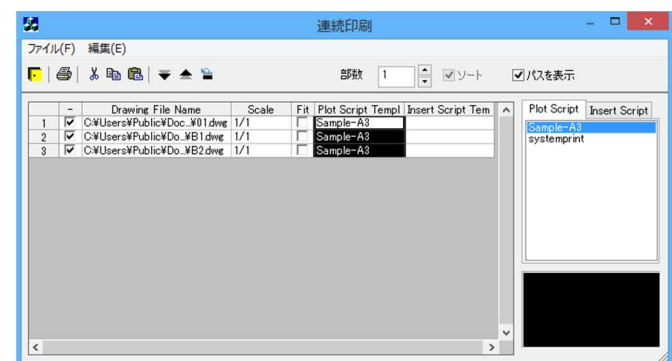 連続印刷
ファイル(F) 編集(E)
部数 1 ソート パスを表示
- Drawing File Name Scale Fit Plot Script Templ Insert Script Tem
1 C:¥Users¥Public¥Doc..¥01.dwg 1/1 Sample-A3
2 C:¥Users¥Public¥Do..¥B1.dwg 1/1 Sample-A3
3 C:¥Users¥Public¥Do..¥B2.dwg 1/1 Sample-A3
Plot Script Insert Script
Sample-A3
systemprint